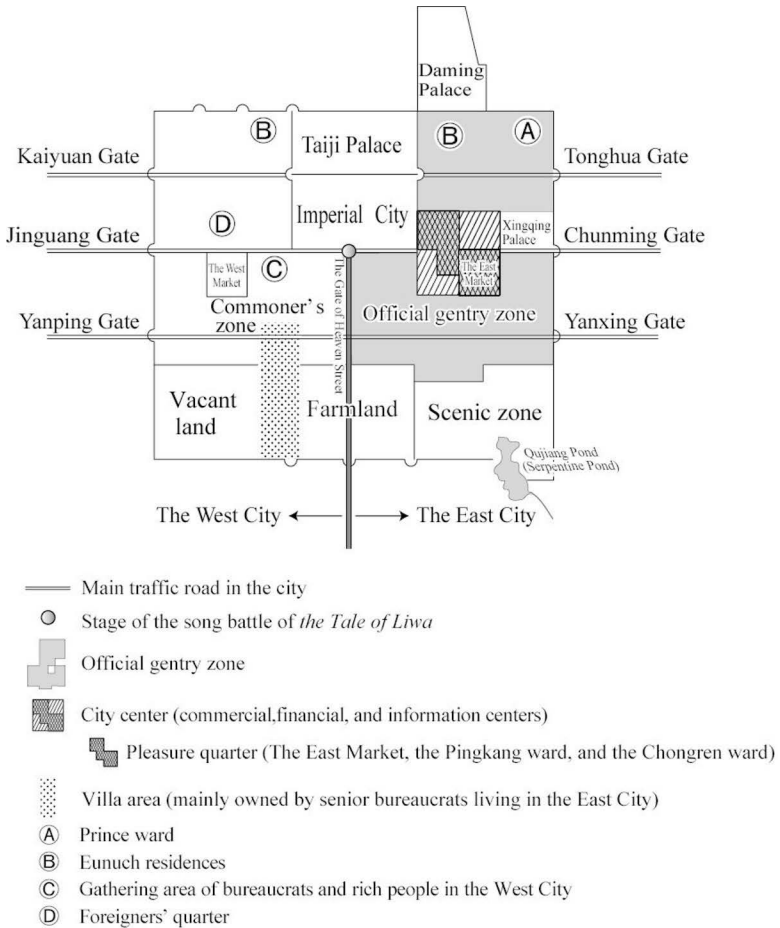 Daming
Palace
B
Taiji Palace
B
A
Kaiyuan Gate
Tonghua Gate
D
Imperial City
Xingqing
Palace
Jinguang Gate
Chunming Gate
The West
Market
C
The East
Market
The Gate of Heaven Street
Commoner's
zone
Official gentry zone
Yanping Gate
Yanxing Gate
Vacant
land
Farmland
Scenic zone
Qujiang Pond
(Serpentine Pond)
The West City
The East City
Main traffic road in the city
Stage of the song battle of the Tale of Liwa
Official gentry zone
City center (commercial,financial, and information centers)
Pleasure quarter (The East Market, the Pingkang ward, and the Chongren ward)
Villa area (mainly owned by senior bureaucrats living in the East City)
A Prince ward
B Eunuch residences
C Gathering area of bureaucrats and rich people in the West City
D Foreigners' quarter